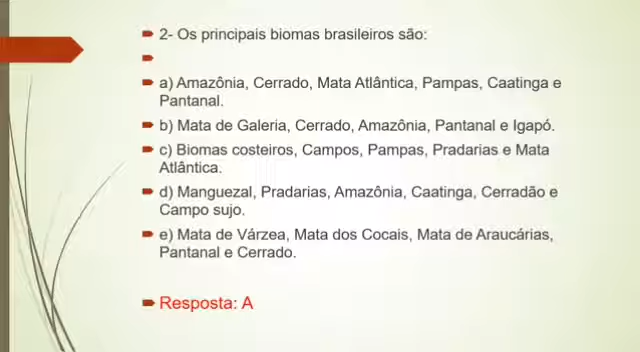 2- Os principais biomas brasileiros são:
a) Amazônia, Cerrado, Mata Atlântica, Pampas, Caatinga e
Pantanal.
b) Mata de Galeria, Cerrado, Amazônia, Pantanal e Igapó.
c) Biomas costeiros, Campos, Pampas, Pradarias e Mata
Atlântica.
d) Manguezal, Pradarias, Amazônia, Caatinga, Cerradão e
Campo sujo.
e) Mata de Várzea, Mata dos Cocais, Mata de Araucárias,
Pantanal e Cerrado.
Resposta: A